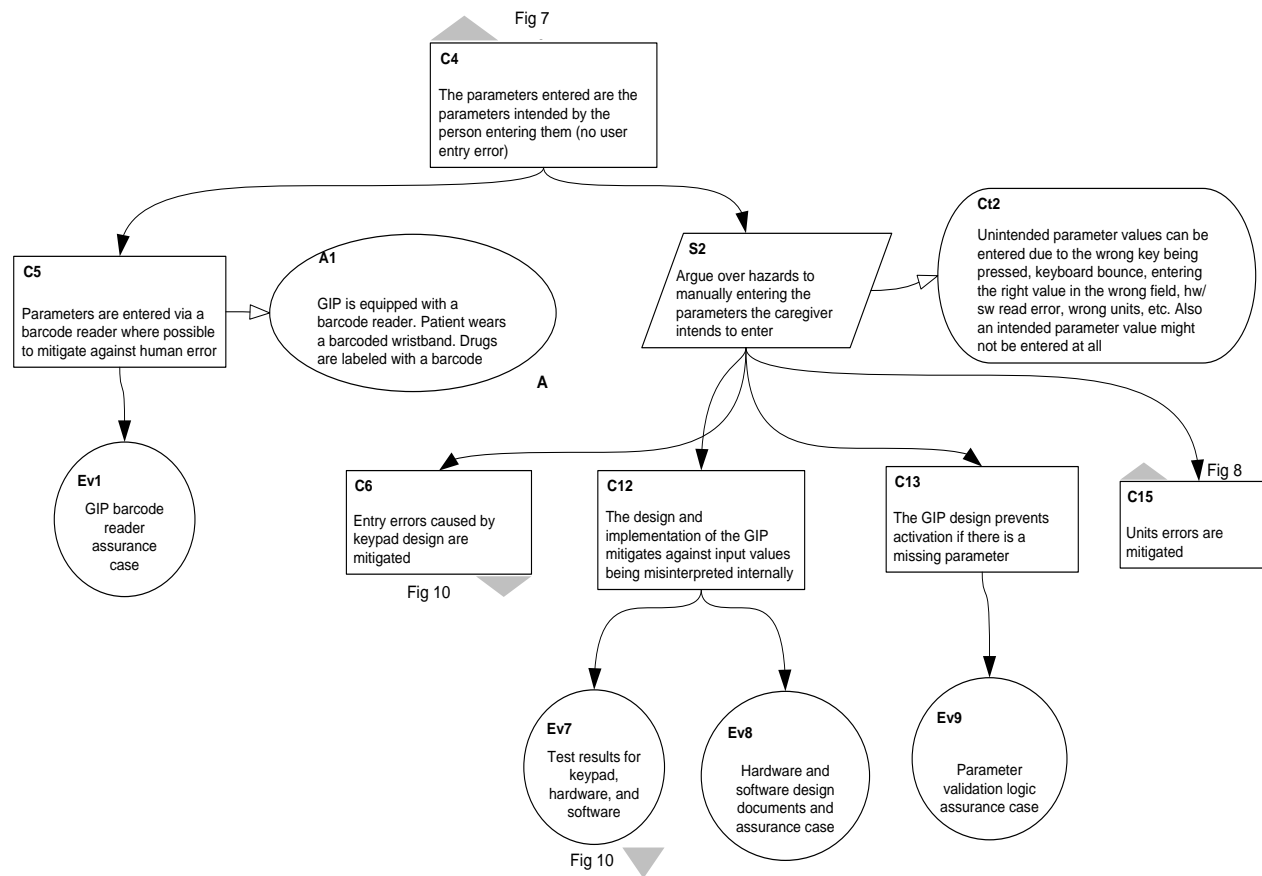 Fig 7
C4
The parameters entered are the
parameters intended by the
person entering them (no user
entry error)
C5
Parameters are entered via a
barcode reader where possible
to mitigate against human error
A1
GIP is equipped with a
barcode reader. Patient wears
a barcoded wristband. Drugs
are labeled with a barcode
A
S2
Argue over hazards to
manually entering the
parameters the caregiver
intends to enter
Ct2
Unintended parameter values can be
entered due to the wrong key being
pressed, keyboard bounce, entering
the right value in the wrong field, hw/
sw read error, wrong units, etc. Also
an intended parameter value might
not be entered at all
Ev1
GIP barcode
reader
assurance
case
C6
Entry errors caused by
keypad design are
mitigated
Fig 10
C12
The design and
implementation of the GIP
mitigates against input values
being misinterpreted internally
C13
The GIP design prevents
activation if there is a
missing parameter
Fig 8
C15
Units errors are
mitigated
Ev7
Test results for
keypad,
hardware, and
software
Fig 10
Ev8
Hardware and
software design
documents and
assurance case
Ev9
Parameter
validation logic
assurance case